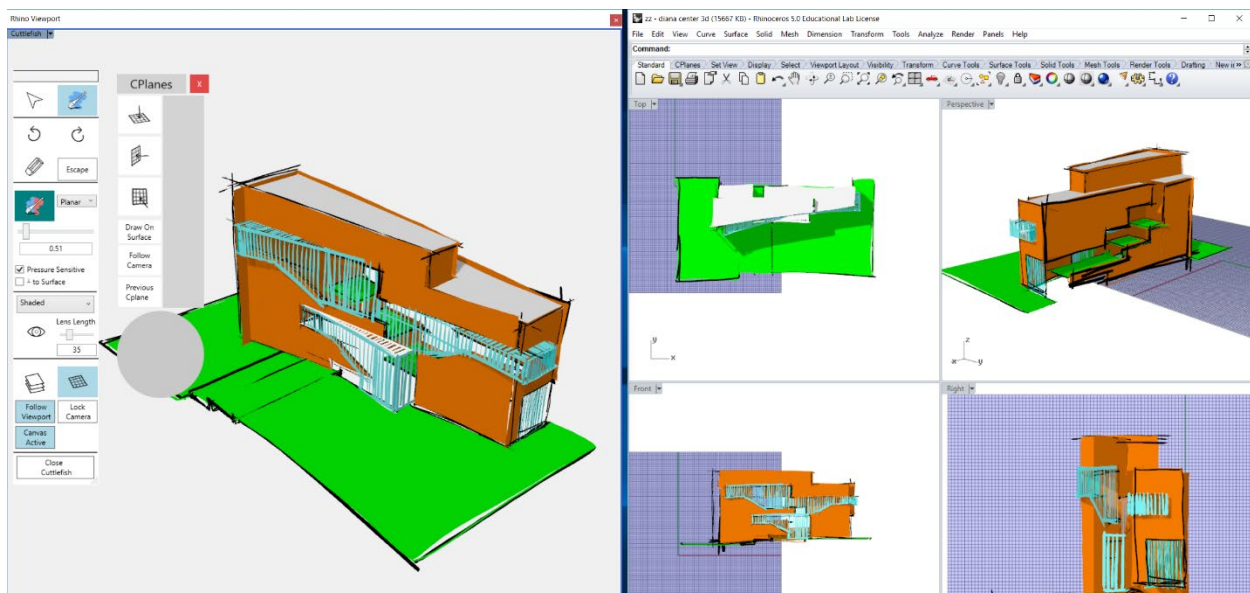 Rhino Viewport
x
Cuttlefish
CPlanes
x
Escape
Planar
0.51
Pressure Sensitive
to Surface
Shaded
Lens Length
35
Follow
Viewport
Lock
Camera
Canvas
Active
Close
Cuttlefish
Draw On
Surface
Follow
Camera
Previous
Cplane
zz - diana center 3d (15667 KB) - Rhinoceros 5.0 Educational Lab License
File Edit View Curve Surface Solid Mesh Dimension Transform Tools Analyze Render Panels Help
Command:
Standard CPlanes Set View Display Select Viewport Layout Visibility Transform Curve Tools Surface Tools Solid Tools Mesh Tools Render Tools Drafting New i
Top
Perspective
y
x
z
x y
Front
Right